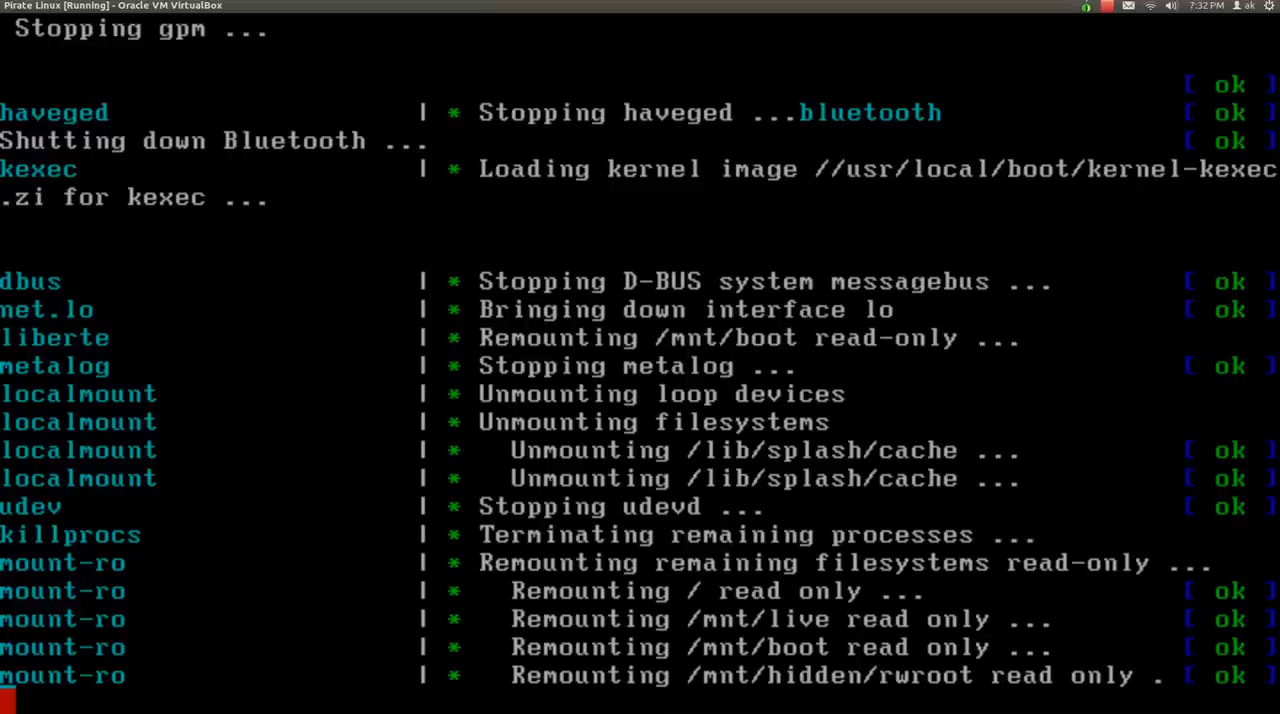 Pirate Linux [Running] - Oracle VM VirtualBox 7:32 PM ak
Stopping gpm ...
[ ok ]
haveged | * Stopping haveged ...bluetooth [ ok ]
Shutting down Bluetooth ... [ ok ]
kexec | * Loading kernel image //usr/local/boot/kernel-kexec
.zi for kexec ...
dbus | * Stopping D-BUS system messagebus ... [ ok ]
net.lo | * Bringing down interface lo [ ok ]
liberte | * Remounting /mnt/boot read-only ...
metalog | * Stopping metalog ... [ ok ]
localmount | * Unmounting loop devices
localmount | * Unmounting filesystems
localmount | * Unmounting /lib/splash/cache ... [ ok ]
localmount | * Unmounting /lib/splash/cache ... [ ok ]
udev | * Stopping udevd ... [ ok ]
killprocs | * Terminating remaining processes ...
mount-ro | * Remounting remaining filesystems read-only ...
mount-ro | * Remounting / read only ... [ ok ]
mount-ro | * Remounting /mnt/live read only ... [ ok ]
mount-ro | * Remounting /mnt/boot read only ... [ ok ]
mount-ro | * Remounting /mnt/hidden/rwroot read only . [ ok ]